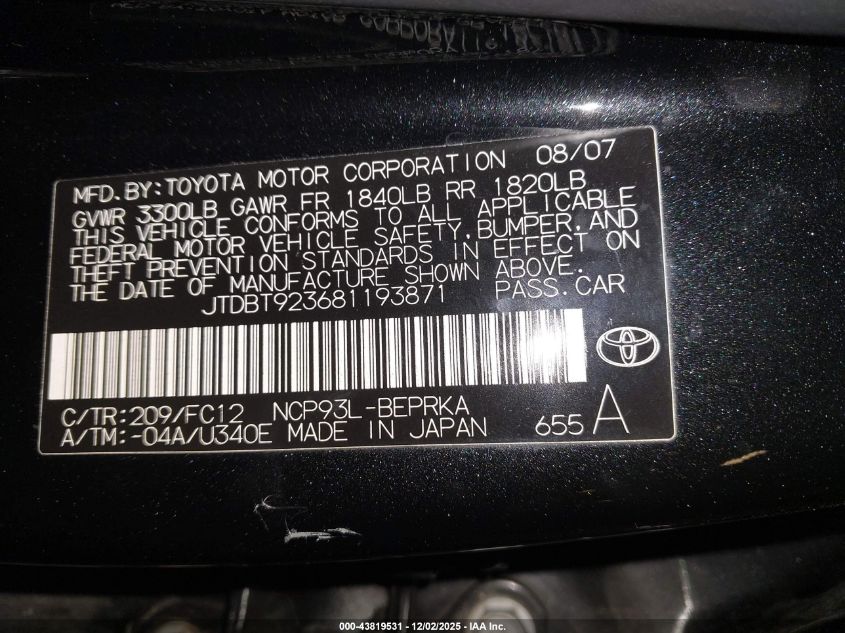 MFD.BY:TOYOTA MOTOR CORPORATION 08/07
GVWR 3300LB GAWR FR 1840LB RR 1820LB
THIS VEHICLE CONFORMS TO ALL APPLICABLE
FEDERAL MOTOR VEHICLE SAFETY,BUMPER,AND
THEFT PREVENTION STANDARDS IN EFFECT ON
THE DATE OF MANUFACTURE SHOWN ABOVE.
JTDBT923681193871 PASS.CAR
C/TR:209/FC12 NCP93L-BEPRKA
A/TM:-04A/U340E MADE IN JAPAN 655 A
000-43819531 - 12/02/2025 - IAA Inc.